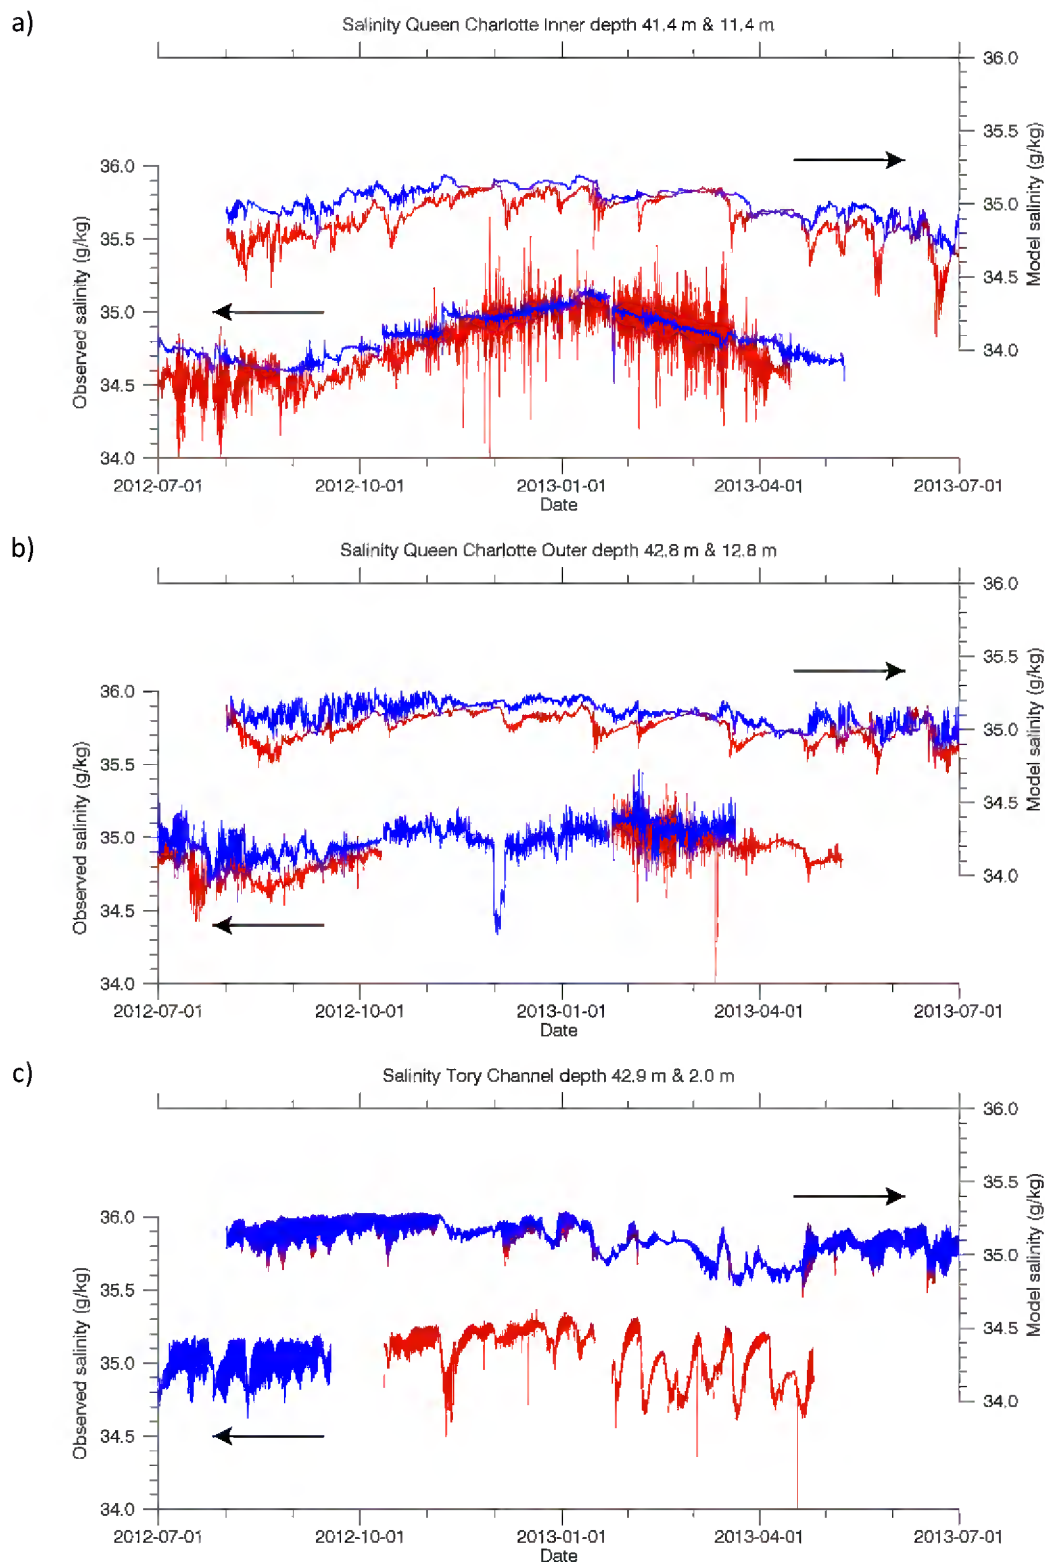 a)
Salinity Queen Charlotte Inner depth 41.4 m & 11.4 m
36.0
35.5
35.0
34.5
34.0
Model salinity (g/kg)
36.0
35.5
35.0
34.5
34.0
Observed salinity (g/kg)
2012-07-01 2012-10-01 2013-01-01 2013-04-01 2013-07-01
Date
b)
Salinity Queen Charlotte Outer depth 42.8 m & 12.8 m
36.0
35.5
35.0
34.5
34.0
Model salinity (g/kg)
36.0
35.5
35.0
34.5
34.0
Observed salinity (g/kg)
2012-07-01 2012-10-01 2013-01-01 2013-04-01 2013-07-01
Date
c)
Salinity Tory Channel depth 42.9 m & 2.0 m
36.0
35.5
35.0
34.5
34.0
Model salinity (g/kg)
36.0
35.5
35.0
34.5
34.0
Observed salinity (g/kg)
2012-07-01 2012-10-01 2013-01-01 2013-04-01 2013-07-01
Date